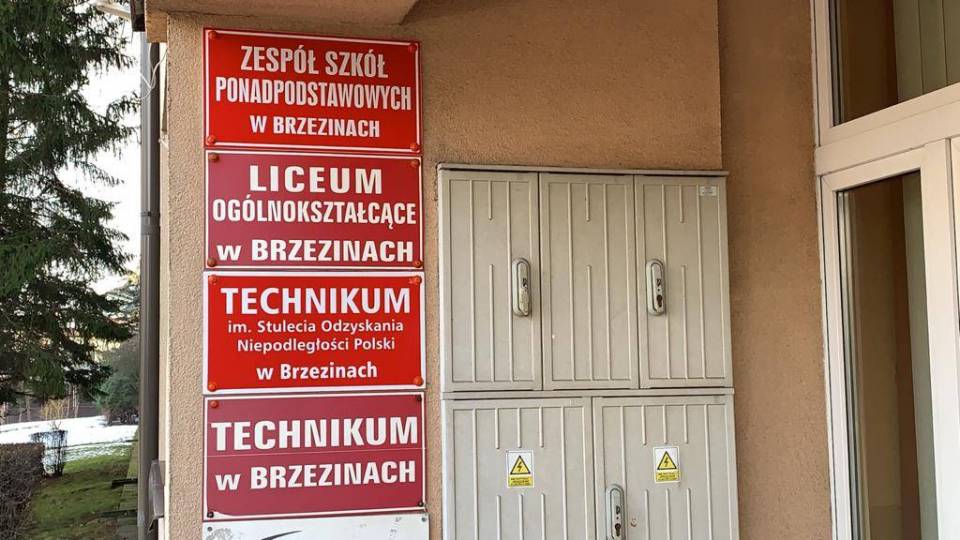 ZESPÓŁ SZKÓŁ
PONADPODSTAWOWYCH
W BRZEZINACH
LICEUM
OGÓLNOKSZTAŁCĄCE
w BRZEZINACH
TECHNIKUM
im. Stulecia Odzyskania
Niepodległości Polski
w Brzezinach
TECHNIKUM
w BRZEZINACH